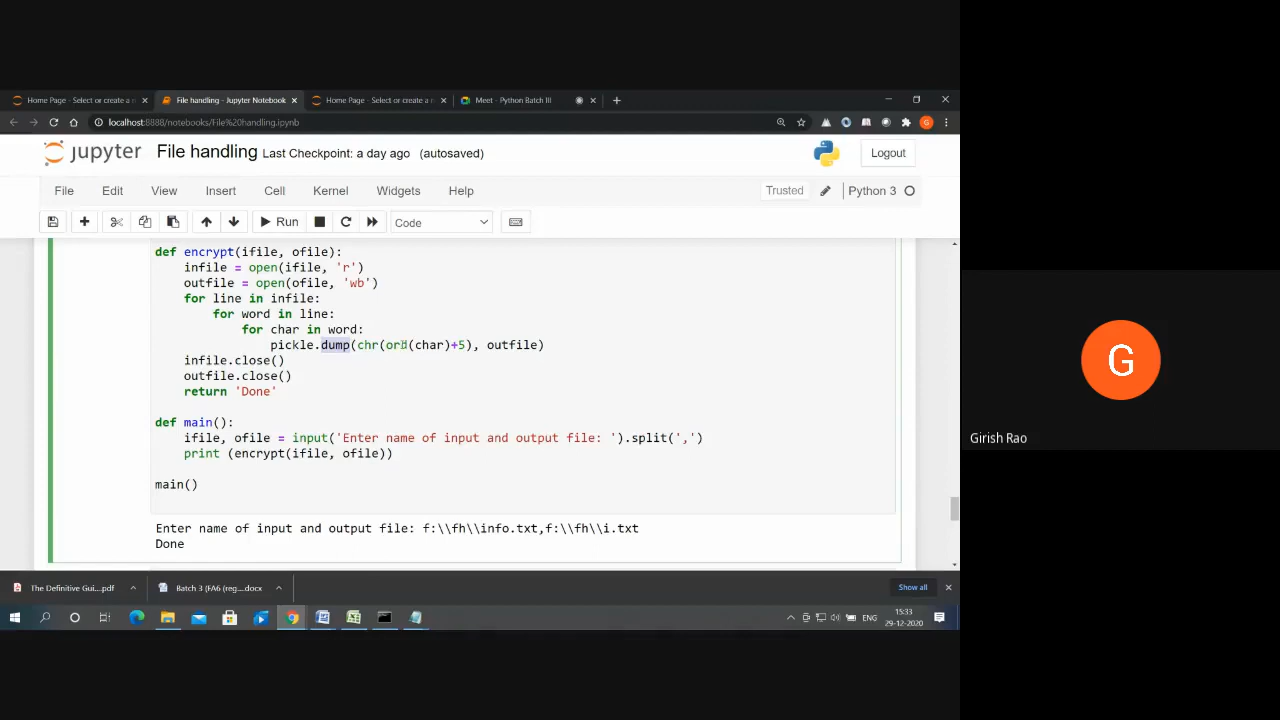 Home Page - Select or create a n
File handling - Jupyter Notebook
Home Page - Select or create a n
Meet - Python Batch III
localhost:8888/notebooks/File%20handling.ipynb
G
jupyter File handling Last Checkpoint: a day ago (autosaved)
Logout
File Edit View Insert Cell Kernel Widgets Help
Trusted
Python 3
Run
Code
def encrypt(ifile, ofile):
    infile = open(ifile, 'r')
    outfile = open(ofile, 'wb')
    for line in infile:
        for word in line:
            for char in word:
                pickle.dump(chr(ord(char)+5), outfile)
    infile.close()
    outfile.close()
    return 'Done'
def main():
    ifile, ofile = input('Enter name of input and output file: ').split(',')
    print (encrypt(ifile, ofile))
main()
Enter name of input and output file: f:\\fh\\info.txt,f:\\fh\\i.txt
Done
The Definitive Gui....pdf
Batch 3 (FA6 (reg....docx
Show all
ENG
15:33
29-12-2020
G
Girish Rao